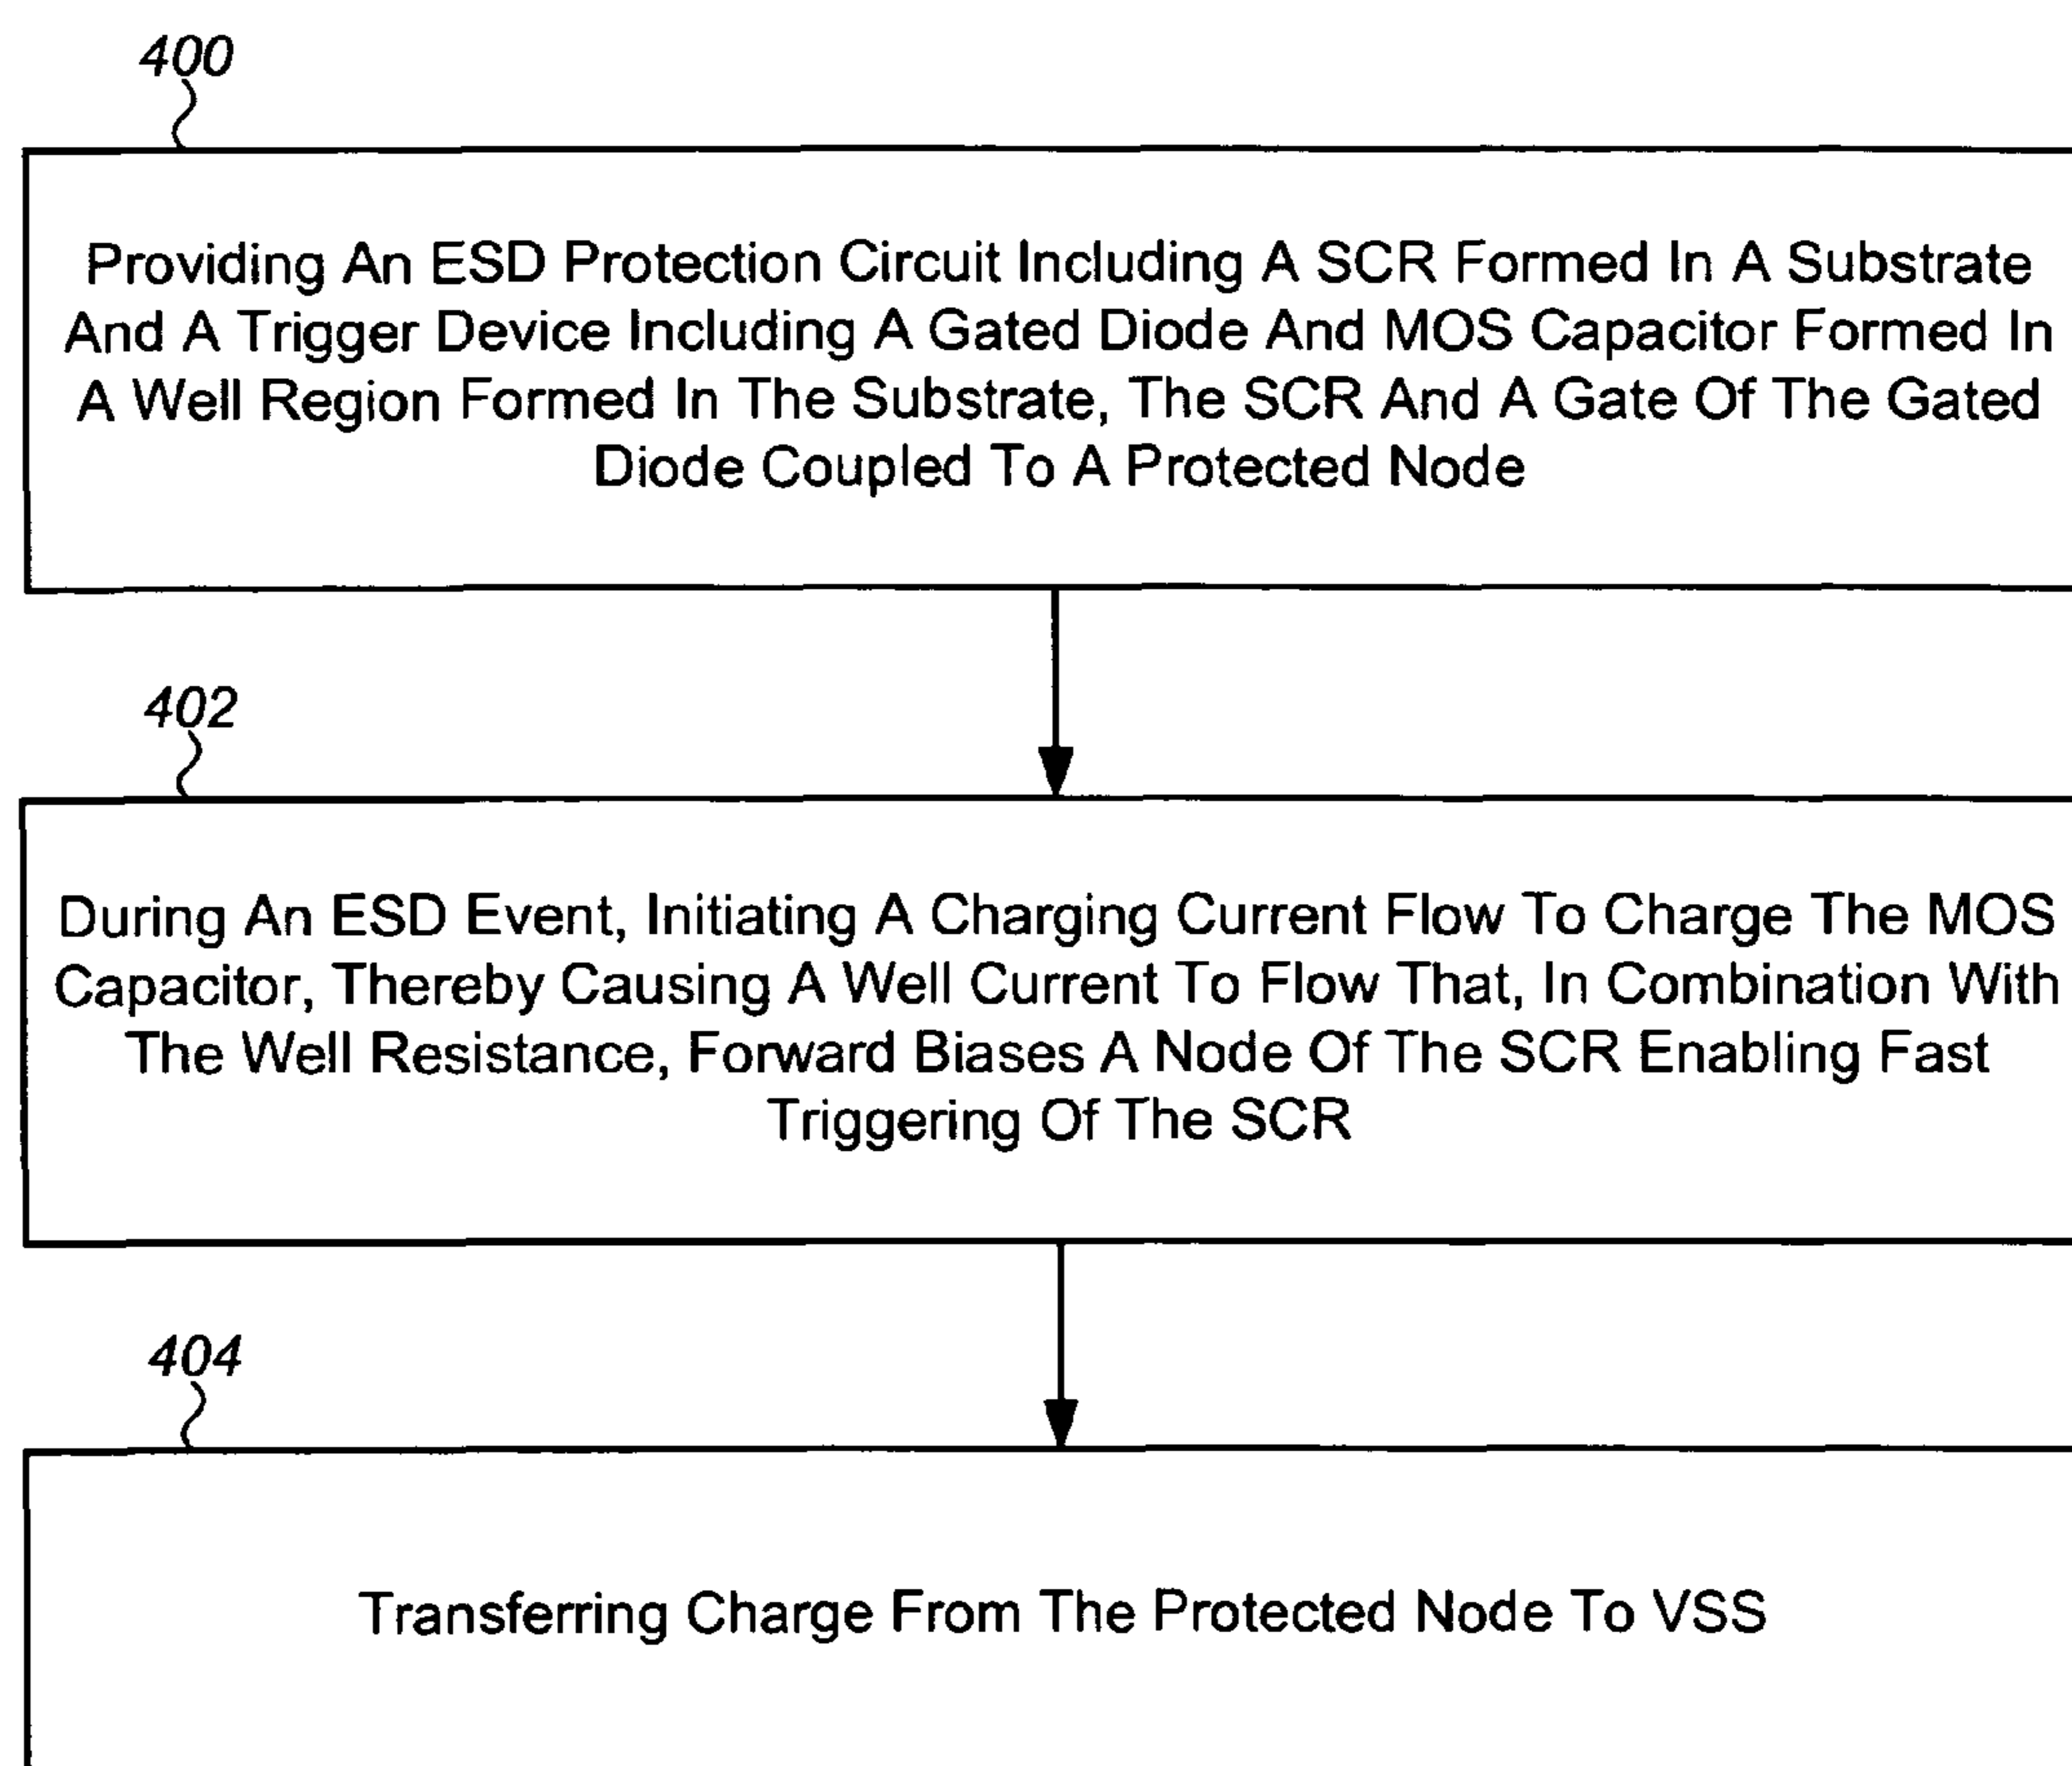 400
Providing An ESD Protection Circuit Including A SCR Formed In A Substrate
And A Trigger Device Including A Gated Diode And MOS Capacitor Formed In
A Well Region Formed In The Substrate, The SCR And A Gate Of The Gated
Diode Coupled To A Protected Node
402
During An ESD Event, Initiating A Charging Current Flow To Charge The MOS
Capacitor, Thereby Causing A Well Current To Flow That, In Combination With
The Well Resistance, Forward Biases A Node Of The SCR Enabling Fast
Triggering Of The SCR
404
Transferring Charge From The Protected Node To VSS